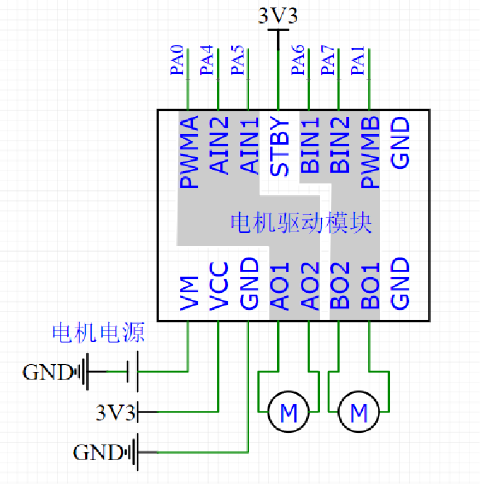 3V3
PA0 PA4 PA5 PA6 PA7 PA1
PWMA AIN2 AIN1 STBY BIN1 BIN2 PWMB GND
电机驱动模块
VM VCC GND AO1 AO2 BO2 BO1 GND
电机电源
GND
3V3
M M
GND